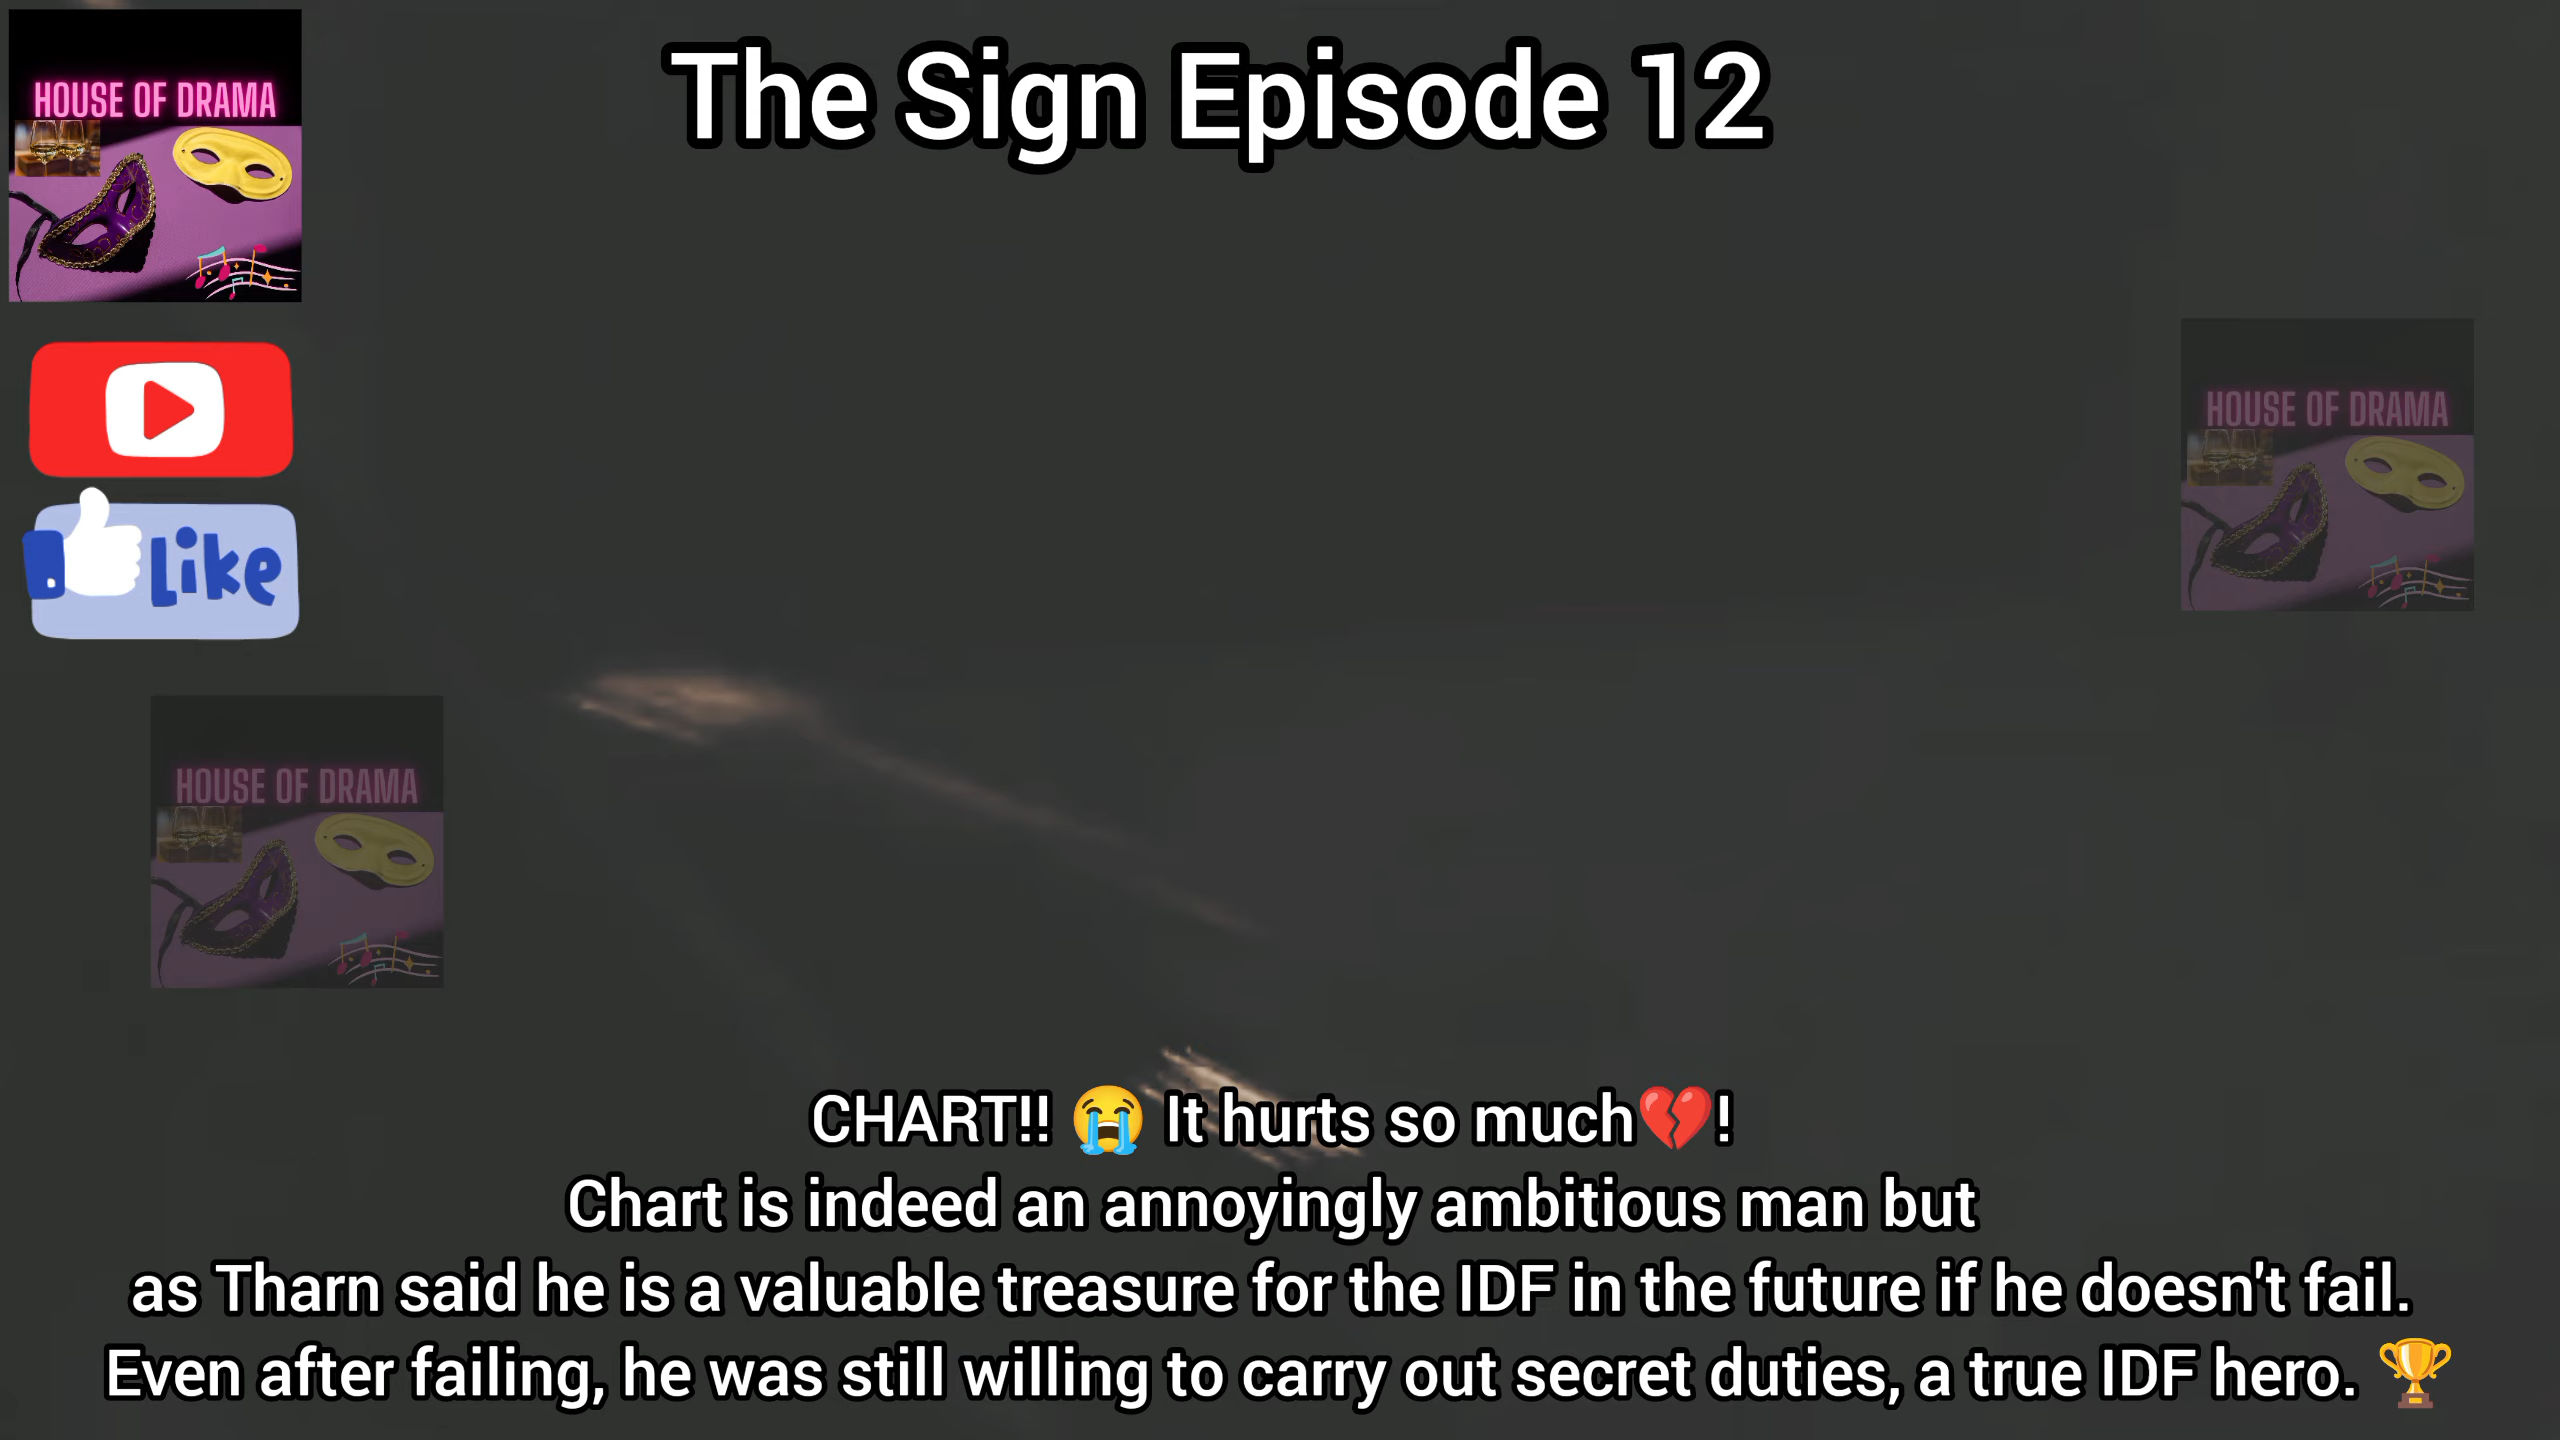 The Sign Episode 12
HOUSE OF DRAMA
Like
HOUSE OF DRAMA
HOUSE OF DRAMA
CHART!! 😭 It hurts so much💔!
Chart is indeed an annoyingly ambitious man but
as Tharn said he is a valuable treasure for the IDF in the future if he doesn't fail.
Even after failing, he was still willing to carry out secret duties, a true IDF hero. 🏆